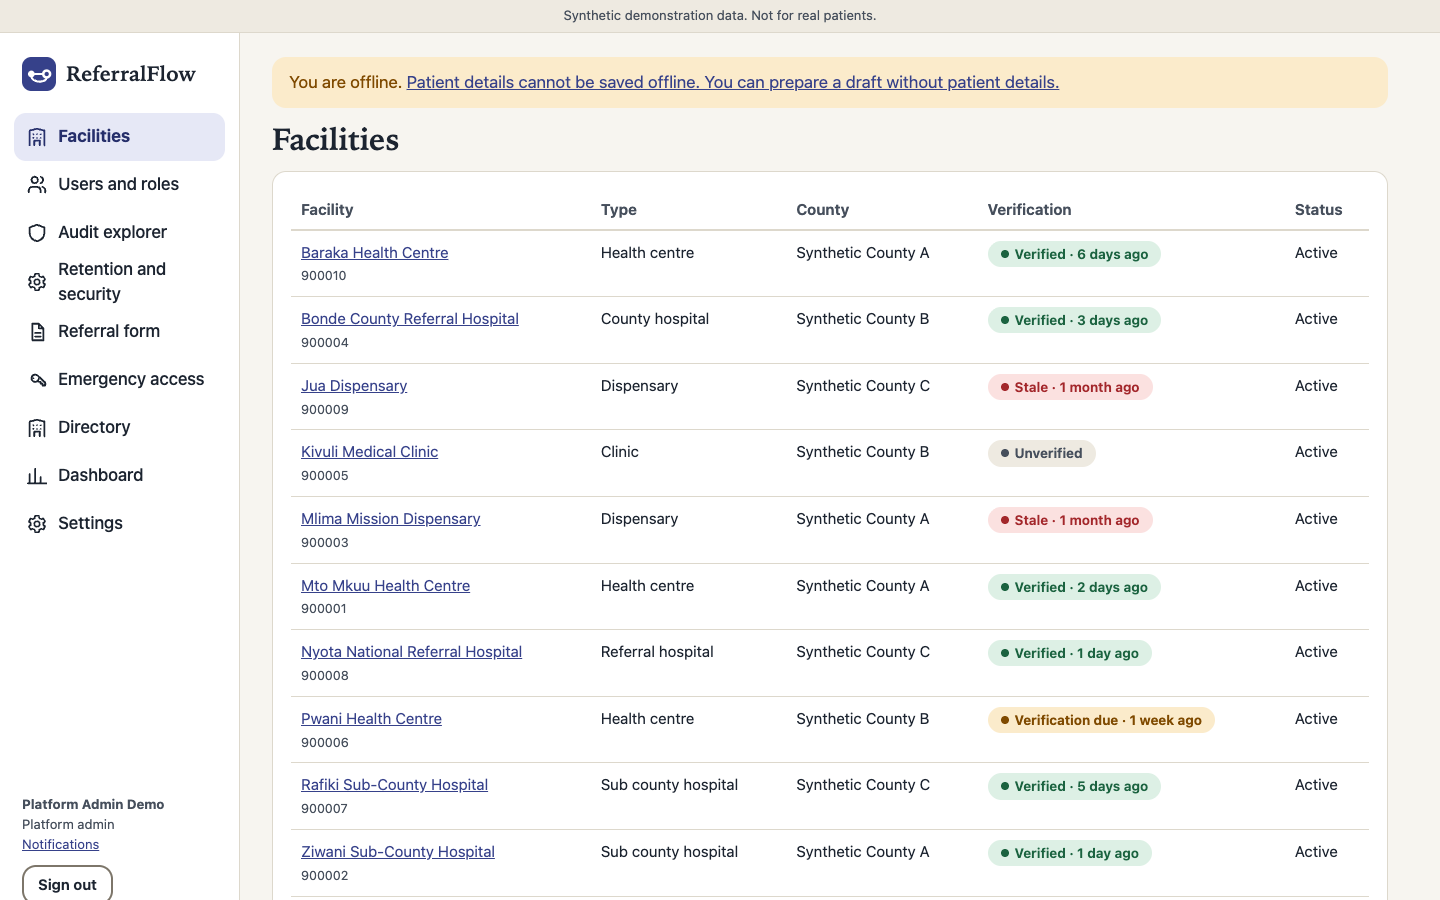 Synthetic demonstration data. Not for real patients.
ReferralFlow
Facilities
Users and roles
Audit explorer
Retention and
security
Referral form
Emergency access
Directory
Dashboard
Settings
Platform Admin Demo
Platform admin
Notifications
Sign out
You are offline. Patient details cannot be saved offline. You can prepare a draft without patient details.
Facilities
Facility Type County Verification Status
Baraka Health Centre Health centre Synthetic County A Verified · 6 days ago Active
900010
Bonde County Referral Hospital County hospital Synthetic County B Verified · 3 days ago Active
900004
Jua Dispensary Dispensary Synthetic County C Stale · 1 month ago Active
900009
Kivuli Medical Clinic Clinic Synthetic County B Unverified Active
900005
Mlima Mission Dispensary Dispensary Synthetic County A Stale · 1 month ago Active
900003
Mto Mkuu Health Centre Health centre Synthetic County A Verified · 2 days ago Active
900001
Nyota National Referral Hospital Referral hospital Synthetic County C Verified · 1 day ago Active
900008
Pwani Health Centre Health centre Synthetic County B Verification due · 1 week ago Active
900006
Rafiki Sub-County Hospital Sub county hospital Synthetic County C Verified · 5 days ago Active
900007
Ziwani Sub-County Hospital Sub county hospital Synthetic County A Verified · 1 day ago Active
900002